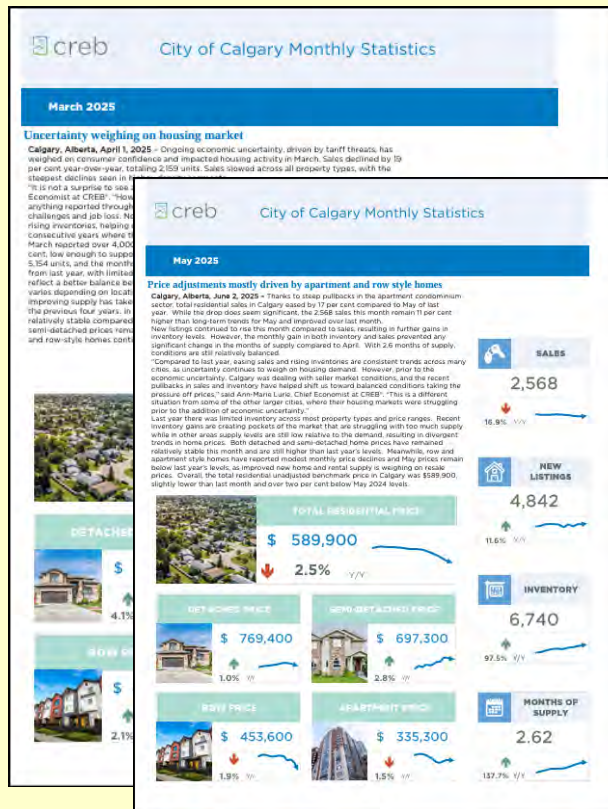 creb
City of Calgary Monthly Statistics
March 2025
Uncertainty weighing on housing market
Calgary, Alberta, April 1, 2025 – Ongoing economic uncertainty, driven by tariff threats, has
weighed on consumer confidence and impacted housing activity in March. Sales declined by 19
per cent year-over-year, totaling 2,159 units. Sales slowed across all property types, with the
steepest declines seen in
"It is not a surprise to see a
Economist at CREB®. "How
anything reported through
challenges and job loss. No
rising inventories, helping
consecutive years where th
March reported over 4,000
cent, low enough to suppo
5,154 units, and the months
from last year, with limited
reflect a better balance be
varies depending on locati
improving supply has take
the previous four years. In
relatively stable compared
semi-detached prices rema
and row-style homes conti
DETACHED
$
4.1%
ROW
$
2.1%
creb
City of Calgary Monthly Statistics
May 2025
Price adjustments mostly driven by apartment and row style homes
Calgary, Alberta, June 2, 2025 – Thanks to steep pullbacks in the apartment condominium
sector, total residential sales in Calgary eased by 17 per cent compared to May of last
year. While the drop does seem significant, the 2,568 sales this month remain 11 per cent
higher than long-term trends for May and improved over last month.
New listings continued to rise this month compared to sales, resulting in further gains in
inventory levels. However, the monthly gain in both inventory and sales prevented any
significant change in the months of supply compared to April. With 2.6 months of supply,
conditions are still relatively balanced.
"Compared to last year, easing sales and rising inventories are consistent trends across many
cities, as uncertainty continues to weigh on housing demand. However, prior to the
economic uncertainty, Calgary was dealing with seller market conditions, and the recent
pullbacks in sales and inventory have helped shift us toward balanced conditions taking the
pressure off prices," said Ann-Marie Lurie, Chief Economist at CREB®. "This is a different
situation from some of the other larger cities, where their housing markets were struggling
prior to the addition of economic uncertainty."
Last year there was limited inventory across most property types and price ranges. Recent
inventory gains are creating pockets of the market that are struggling with too much supply
while in other areas supply levels are still low relative to the demand, resulting in divergent
trends in home prices. Both detached and semi-detached home prices have remained
relatively stable this month and are still higher than last year's levels. Meanwhile, row and
apartment style homes have reported modest monthly price declines and May prices remain
below last year's levels, as improved new home and rental supply is weighing on resale
prices. Overall, the total residential unadjusted benchmark price in Calgary was $589,900,
slightly lower than last month and over two per cent below May 2024 levels.
TOTAL RESIDENTIAL PRICE
$ 589,900
2.5% Y/Y
DETACHED PRICE
$ 769,400
1.0% Y/Y
SEMI-DETACHED PRICE
$ 697,300
2.8% Y/Y
ROW PRICE
$ 453,600
1.9% Y/Y
APARTMENT PRICE
$ 335,300
1.5% Y/Y
SALES
2,568
16.9% Y/Y
NEW
LISTINGS
4,842
11.6% Y/Y
INVENTORY
6,740
97.5% Y/Y
MONTHS OF
SUPPLY
2.62
137.7% Y/Y